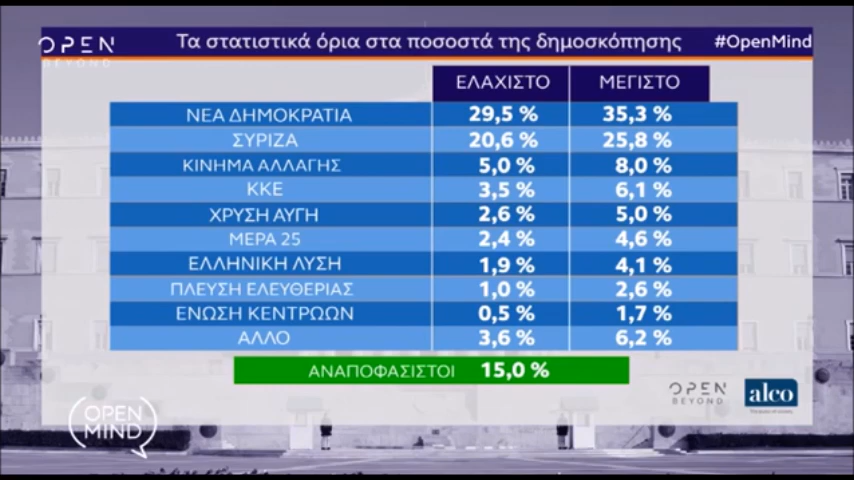 OPEN
BEYOND
Τα στατιστικά όρια στα ποσοστά της δημοσκόπησης #OpenMind
ΕΛΑΧΙΣΤΟ ΜΕΓΙΣΤΟ
ΝΕΑ ΔΗΜΟΚΡΑΤΙΑ 29,5 % 35,3 %
ΣΥΡΙΖΑ 20,6 % 25,8 %
ΚΙΝΗΜΑ ΑΛΛΑΓΗΣ 5,0 % 8,0 %
ΚΚΕ 3,5 % 6,1 %
ΧΡΥΣΗ ΑΥΓΗ 2,6 % 5,0 %
ΜΕΡΑ 25 2,4 % 4,6 %
ΕΛΛΗΝΙΚΗ ΛΥΣΗ 1,9 % 4,1 %
ΠΛΕΥΣΗ ΕΛΕΥΘΕΡΙΑΣ 1,0 % 2,6 %
ΕΝΩΣΗ ΚΕΝΤΡΩΩΝ 0,5 % 1,7 %
ΑΛΛΟ 3,6 % 6,2 %
ΑΝΑΠΟΦΑΣΙΣΤΟΙ 15,0 %
OPEN
BEYOND
alco
OPEN
MIND